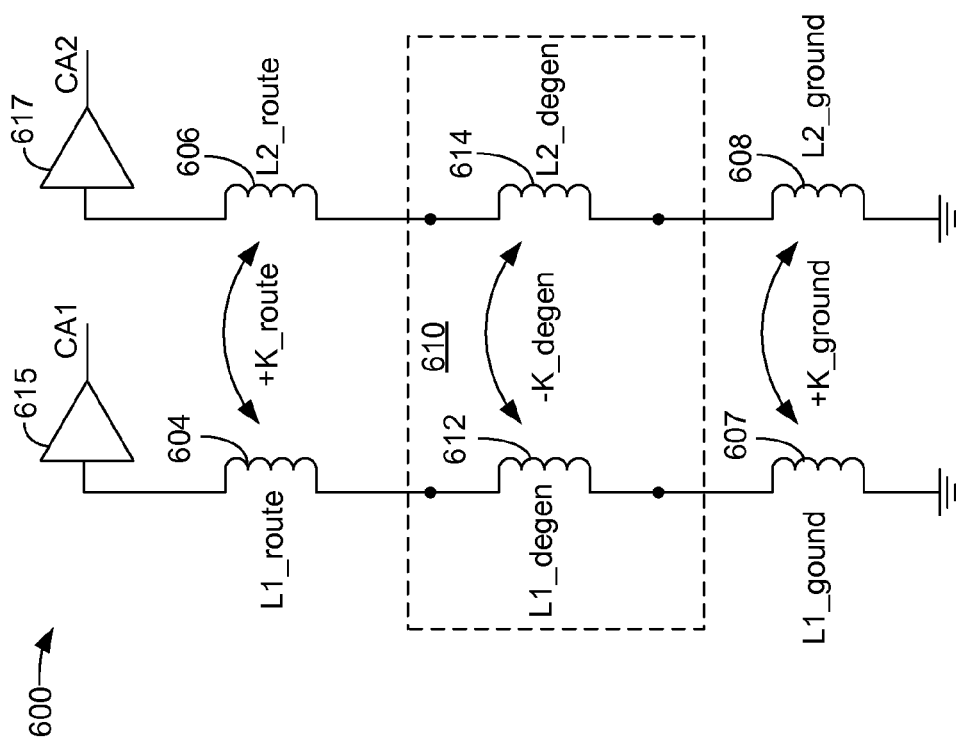 600
615
CA1
617
CA2
604
L1_route
+K_route
606
L2_route
610
612
L1_degen
-K_degen
614
L2_degen
607
L1_gound
+K_ground
608
L2_ground